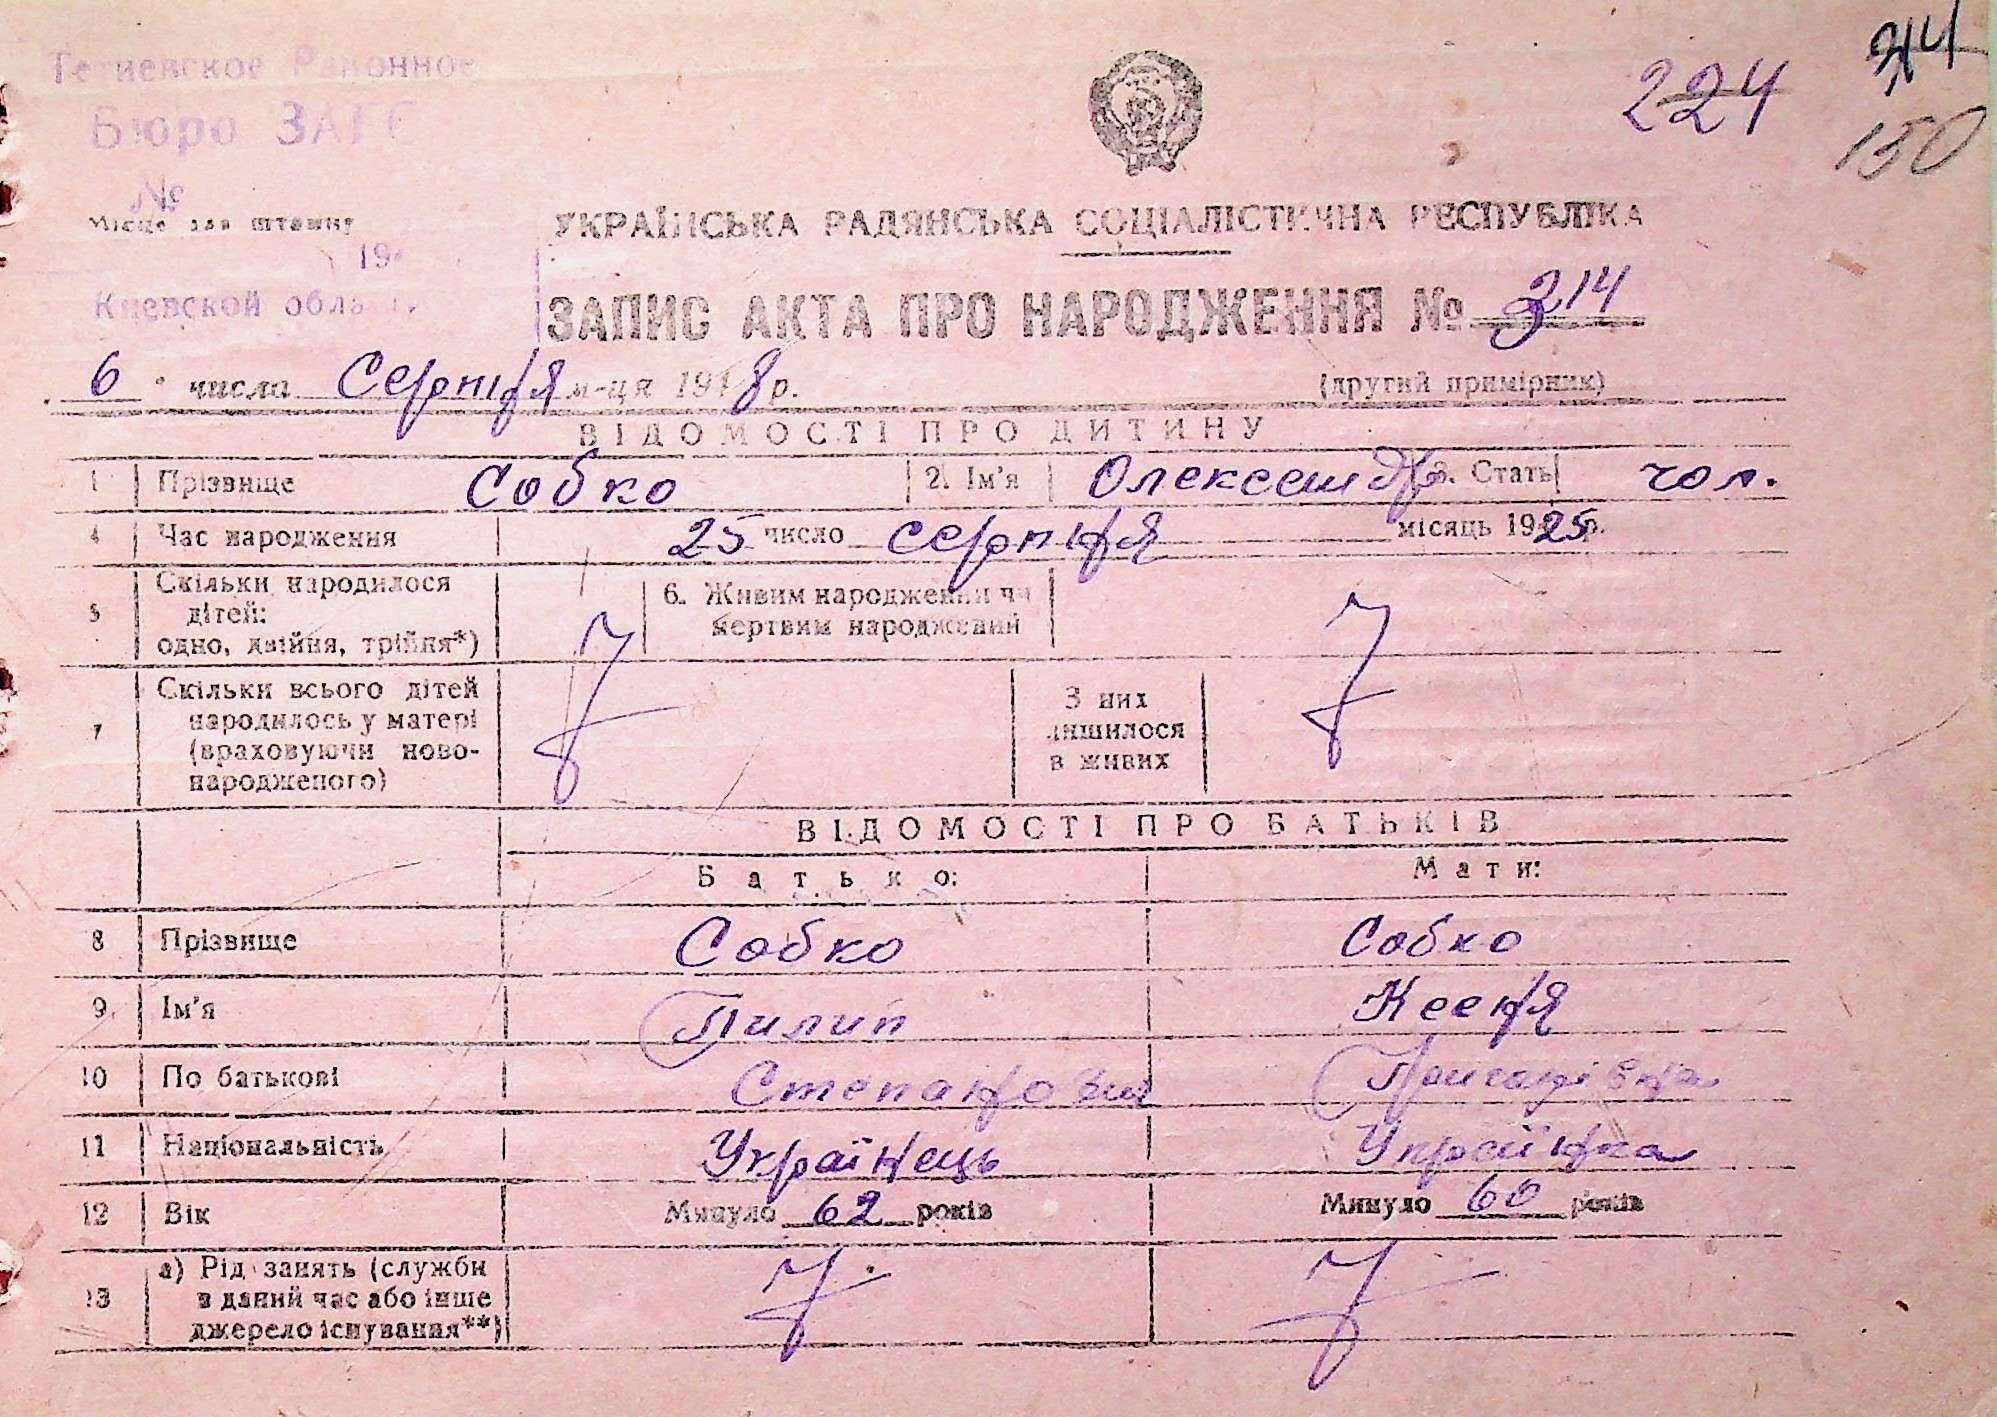 Тетиевское Районное
Бюро ЗАГС
№
Місце для штампу
19
Киевской област.
224
314
150
УКРАЇНСЬКА РАДЯНСЬКА СОЦІАЛІСТИЧНА РЕСПУБЛІКА
ЗАПИС АКТА ПРО НАРОДЖЕННЯ № 314
6 числа Серпня м-ця 1948 р. (другий примірник)
ВІДОМОСТІ ПРО ДИТИНУ
1 Прізвище Собко 2. Ім'я Олександр 3. Стать чол.
4 Час народження 25 число серпня місяць 1925 р.
5 Скільки народилося дітей: одно, двійня, трійня*) 6. Живим народжений чи мертвим народжений
7 Скільки всього дітей народилось у матері (враховуючи новонародженого) З них лишилося в живих
ВІДОМОСТІ ПРО БАТЬКІВ
Батько: Мати:
8 Прізвище Собко Собко
9 Ім'я Пилип Ксеня
10 По батькові Степанович
11 Національність Українець Українка
12 Вік Минуло 62 років Минуло 60 років
13 а) Рід занять (служби в даний час або інше джерело існування**)